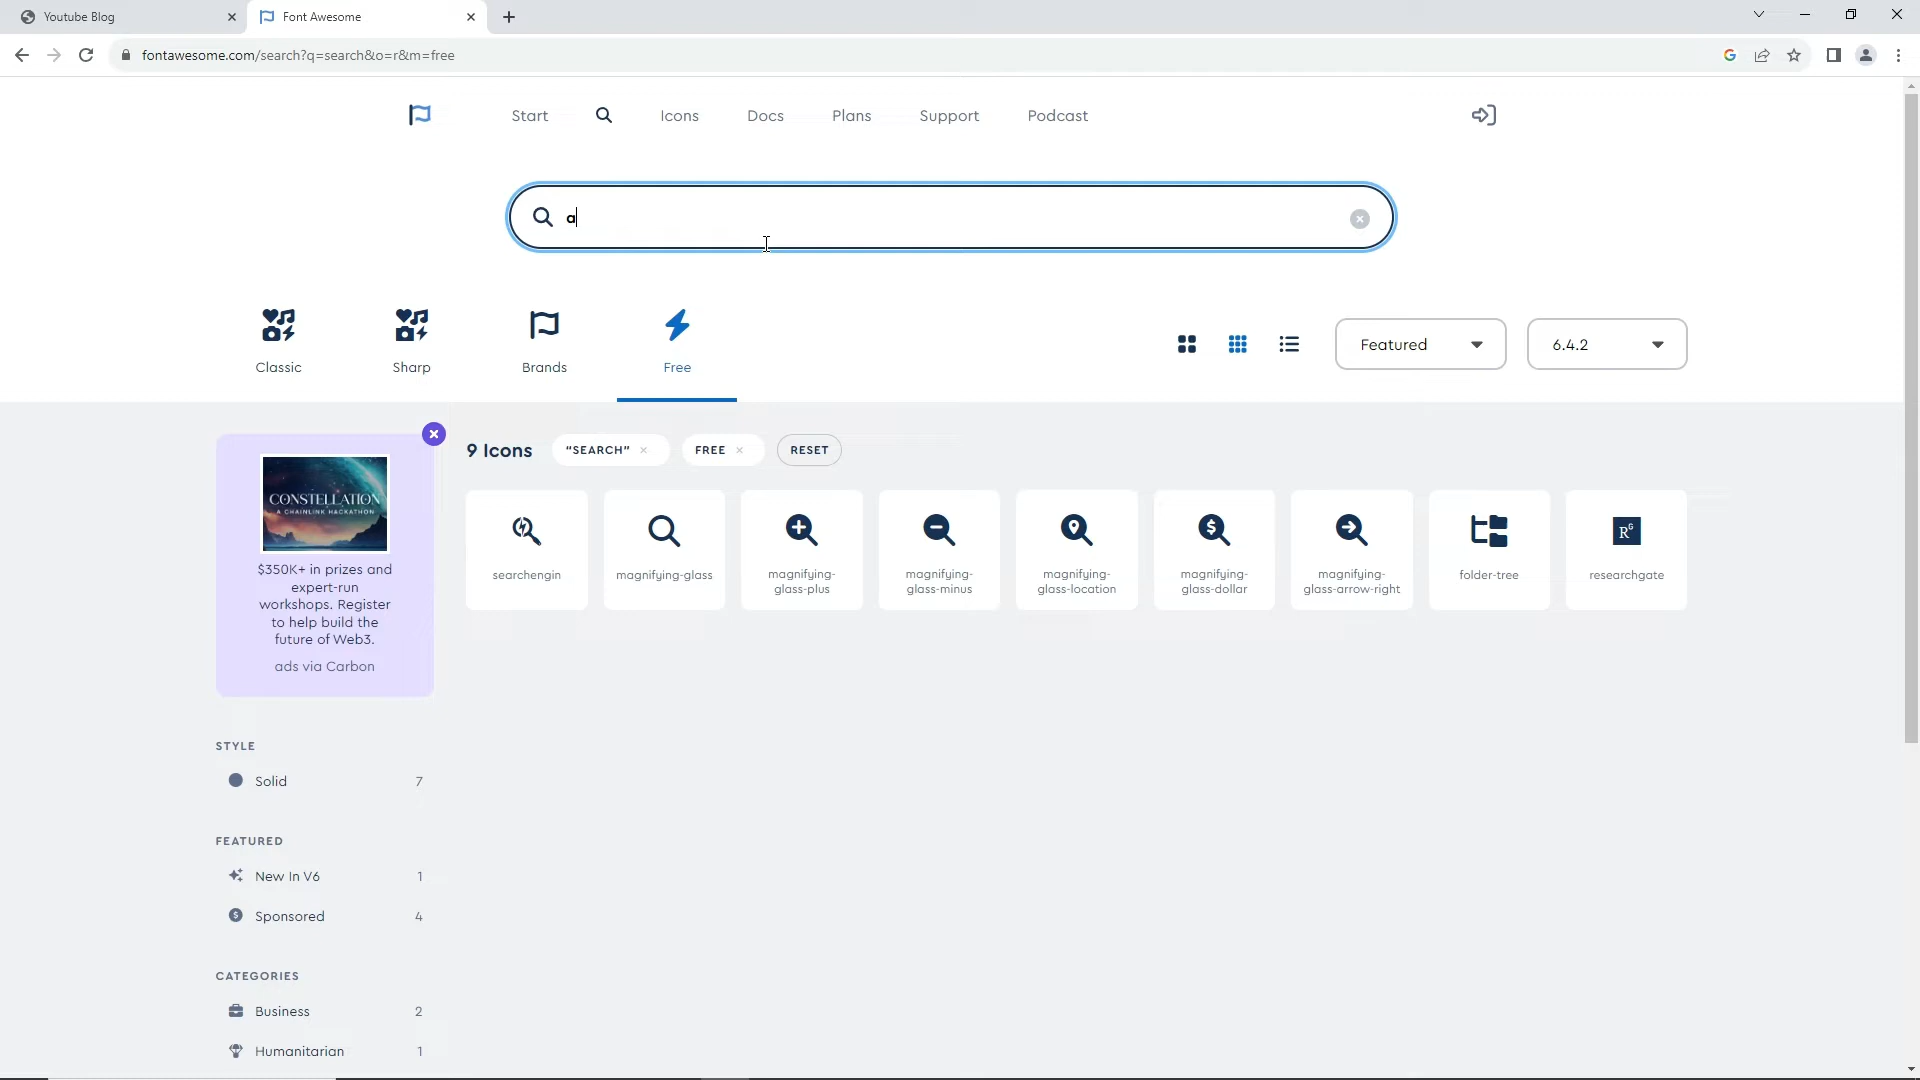 Youtube Blog
Font Awesome
fontawesome.com/search?q=search&o=r&m=free
Start
Icons
Docs
Plans
Support
Podcast
a
Classic
Sharp
Brands
Free
Featured
6.4.2
9 Icons
"SEARCH" ×
FREE ×
RESET
CONSTELLATION
A CHAINLINK HACKATHON
$350K+ in prizes and
expert-run
workshops. Register
to help build the
future of Web3.
ads via Carbon
searchengin
magnifying-glass
magnifying-
glass-plus
magnifying-
glass-minus
magnifying-
glass-location
magnifying-
glass-dollar
magnifying-
glass-arrow-right
folder-tree
RG
researchgate
STYLE
Solid 7
FEATURED
New In V6 1
Sponsored 4
CATEGORIES
Business 2
Humanitarian 1